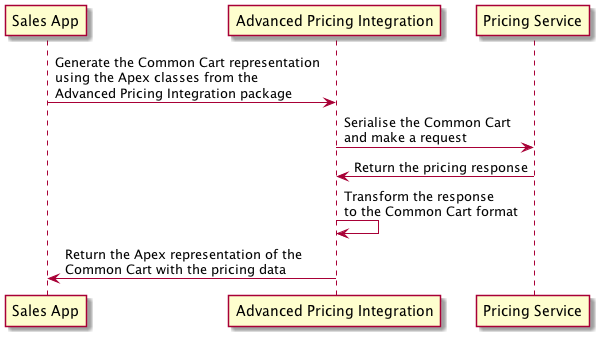 Sales App
Advanced Pricing Integration
Pricing Service
Generate the Common Cart representation
using the Apex classes from the
Advanced Pricing Integration package
Serialise the Common Cart
and make a request
Return the pricing response
Transform the response
to the Common Cart format
Return the Apex representation of the
Common Cart with the pricing data
Sales App
Advanced Pricing Integration
Pricing Service